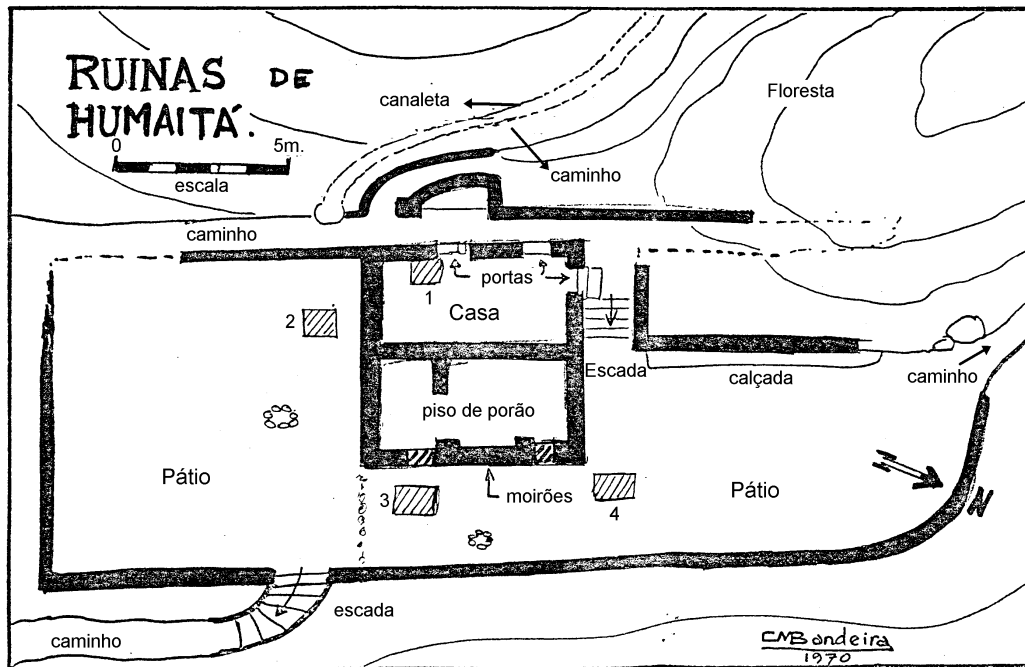 RUINAS DE
HUMAITÁ.
0 5m.
escala
canaleta
Floresta
caminho
caminho
portas
1
Casa
2
Escada
calçada
caminho
piso de porão
Pátio
moirões
3
4
Pátio
N
escada
caminho
CMBandeira
1970